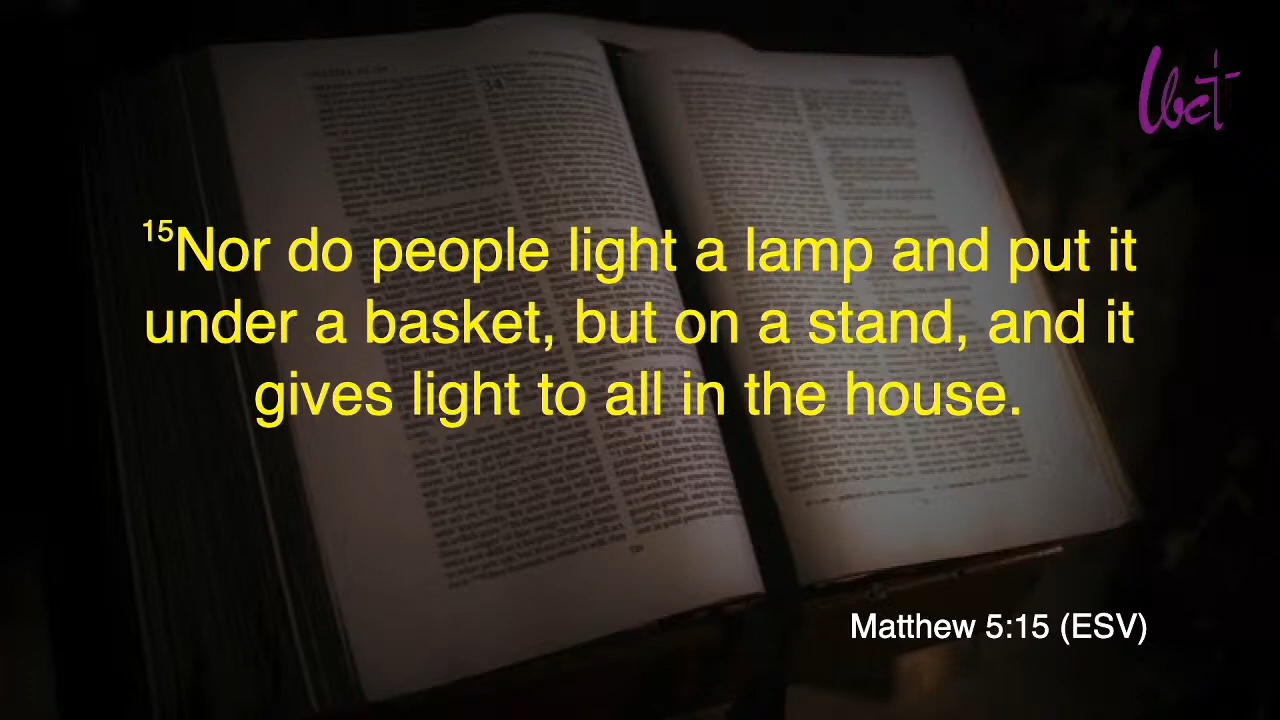 lbct
¹⁵Nor do people light a lamp and put it
under a basket, but on a stand, and it
gives light to all in the house.
Matthew 5:15 (ESV)